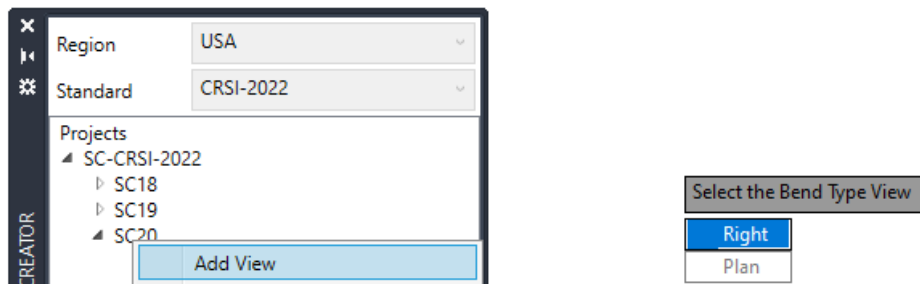 Region
USA
Standard
CRSI-2022
Projects
SC-CRSI-2022
SC18
SC19
SC20
Add View
CREATOR
Select the Bend Type View
Right
Plan